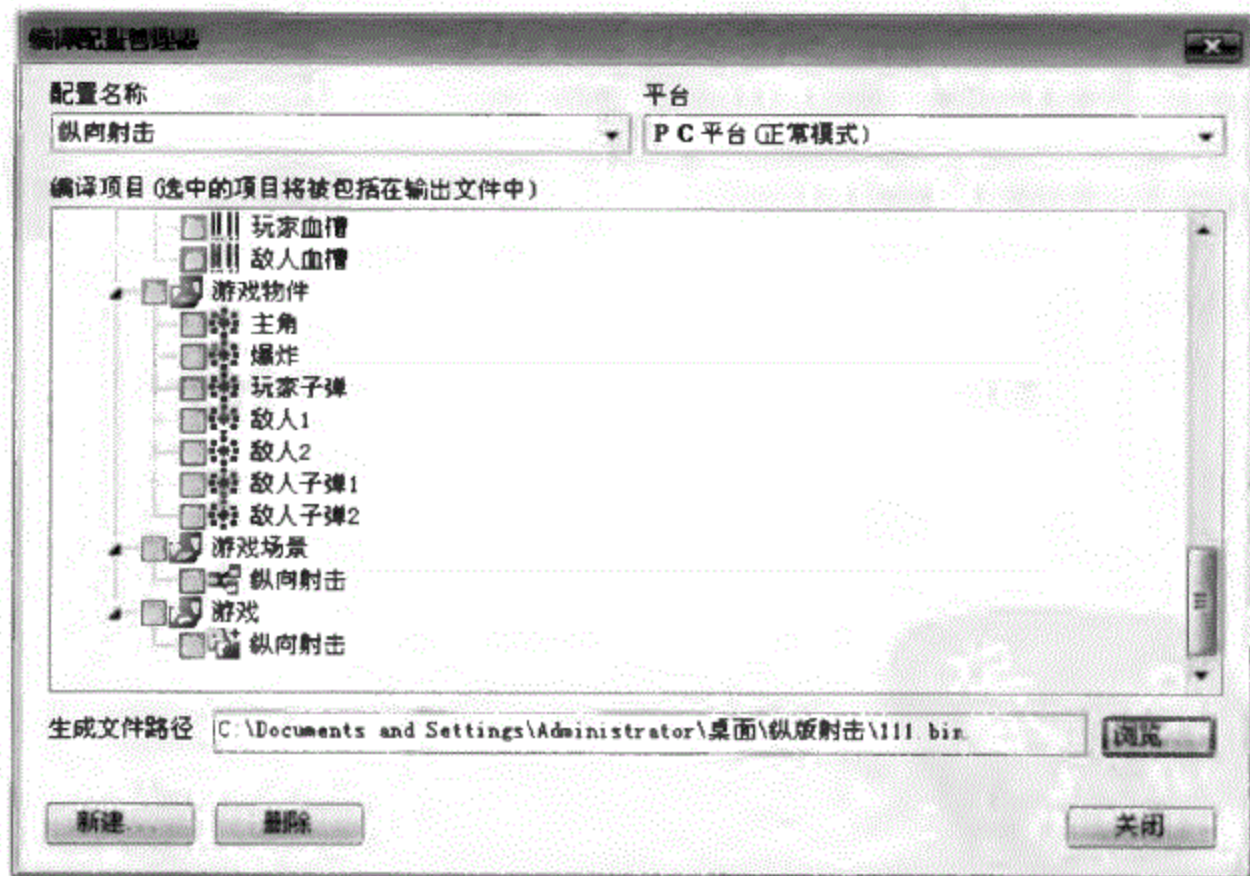 编译配置管理器
配置名称
平台
纵向射击
PC平台(正常模式)
编译项目(选中的项目将被包括在输出文件中)
玩家血槽
敌人血槽
游戏物件
主角
爆炸
玩家子弹
敌人1
敌人2
敌人子弹1
敌人子弹2
游戏场景
纵向射击
游戏
纵向射击
生成文件路径
C:\Documents and Settings\Administrator\桌面\纵版射击\111.bin
浏览...
新建...
删除
关闭